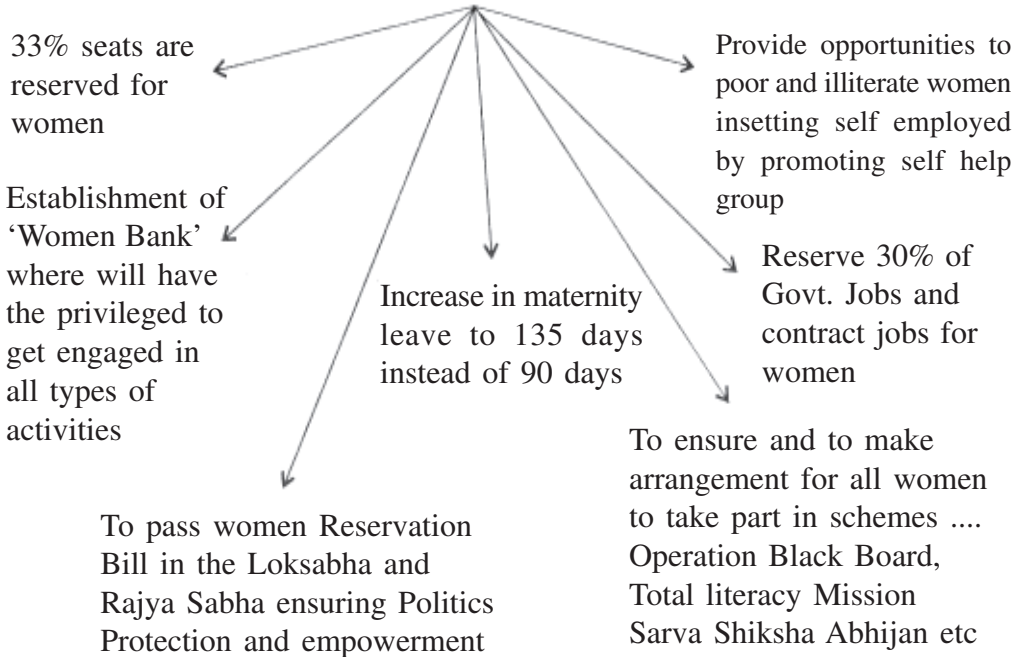 33% seats are
reserved for
women
Provide opportunities to
poor and illiterate women
insetting self employed
by promoting self help
group
Establishment of
‘Women Bank’
where will have
the privileged to
get engaged in
all types of
activities
Increase in maternity
leave to 135 days
instead of 90 days
Reserve 30% of
Govt. Jobs and
contract jobs for
women
To pass women Reservation
Bill in the Loksabha and
Rajya Sabha ensuring Politics
Protection and empowerment
To ensure and to make
arrangement for all women
to take part in schemes ....
Operation Black Board,
Total literacy Mission
Sarva Shiksha Abhijan etc